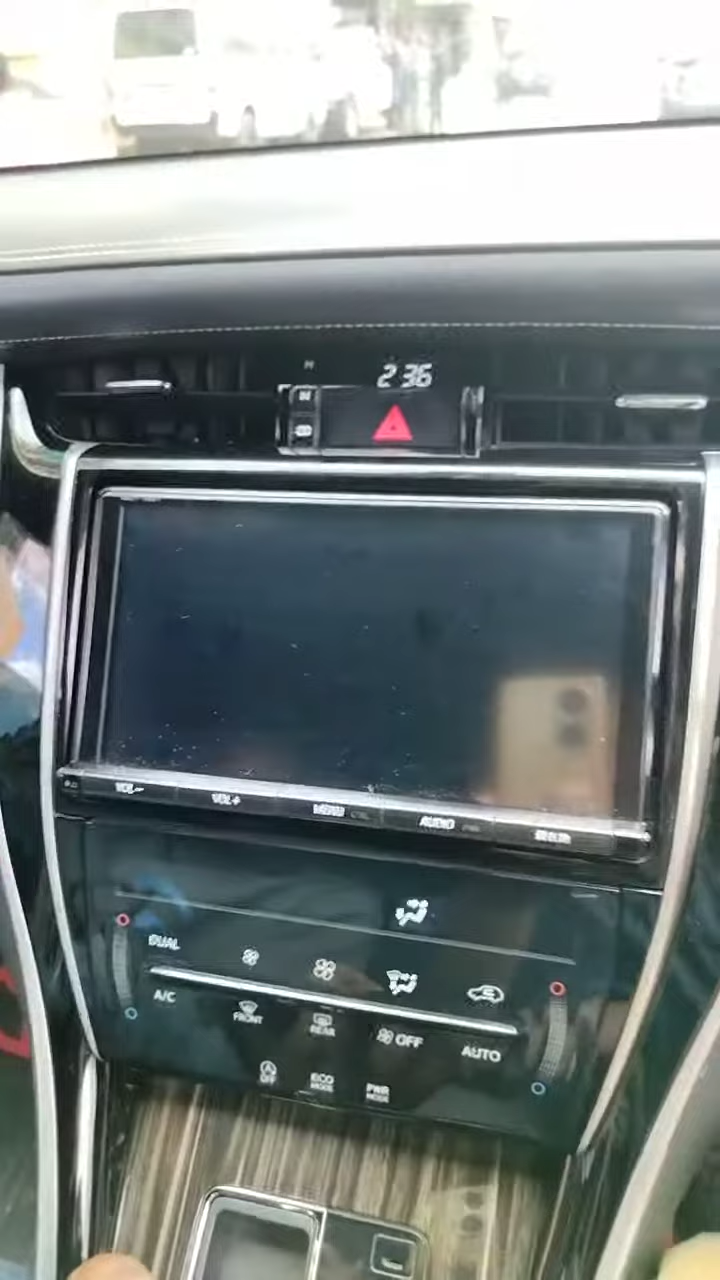 2 36
VOL-
VOL+
MENU
AUDIO
DUAL
A/C
FRONT
REAR
OFF
AUTO
OFF
ECO
MODE
PWR
MODE